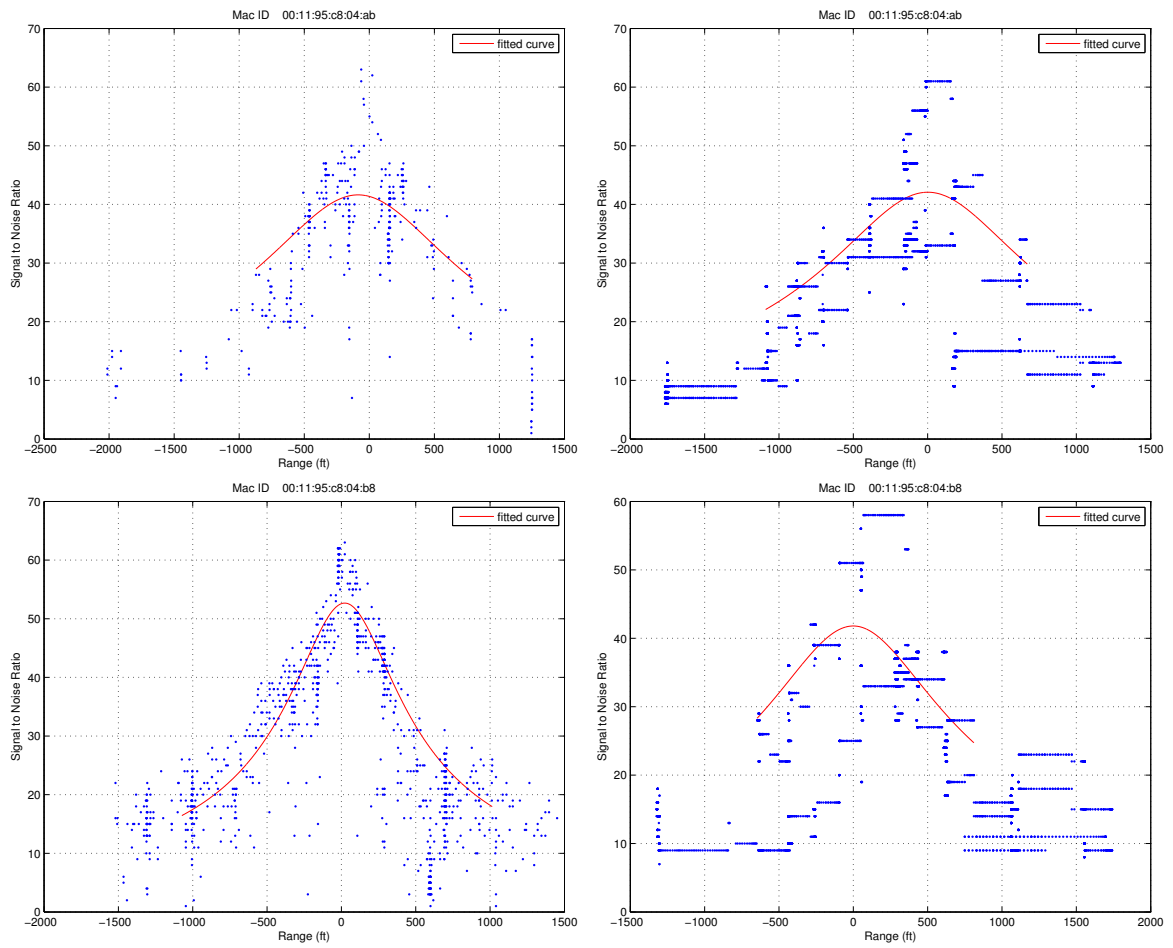 Mac ID 00:11:95:c8:04:ab
fitted curve
Signal to Noise Ratio
70
60
50
40
30
20
10
0
−2500 −2000 −1500 −1000 −500 0 500 1000 1500
Range (ft)
Mac ID 00:11:95:c8:04:ab
fitted curve
Signal to Noise Ratio
70
60
50
40
30
20
10
0
−2000 −1500 −1000 −500 0 500 1000 1500
Range (ft)
Mac ID 00:11:95:c8:04:b8
fitted curve
Signal to Noise Ratio
70
60
50
40
30
20
10
0
−2000 −1500 −1000 −500 0 500 1000 1500
Range (ft)
Mac ID 00:11:95:c8:04:b8
fitted curve
Signal to Noise Ratio
60
50
40
30
20
10
0
−1500 −1000 −500 0 500 1000 1500 2000
Range (ft)